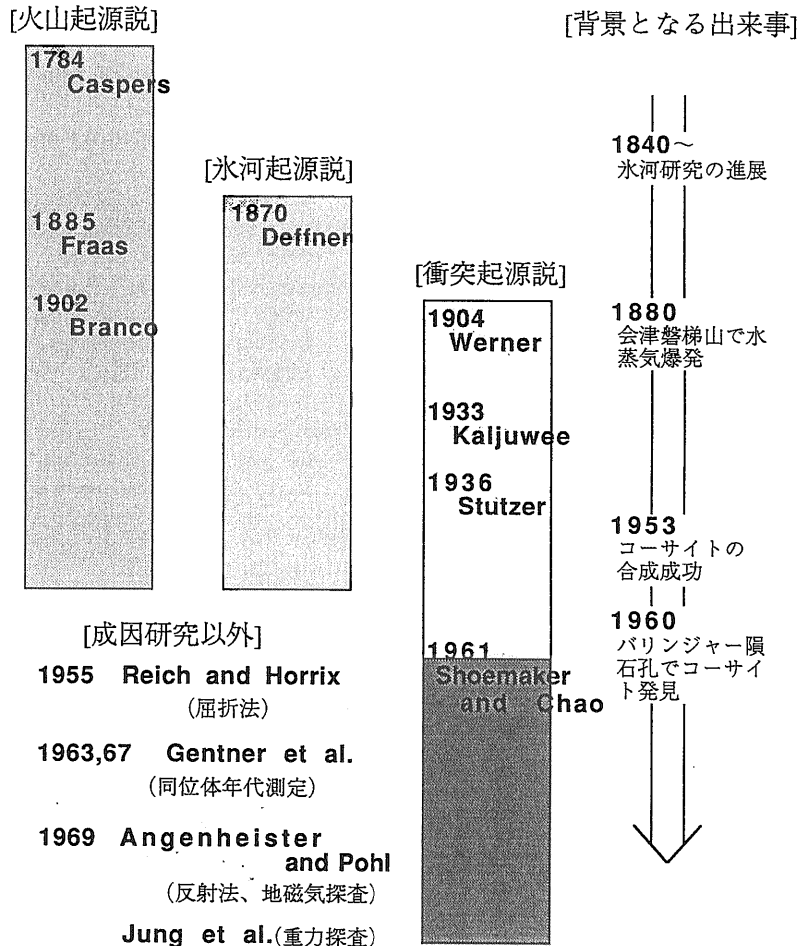 [火山起源説]
1784
Caspers
1885
Fraas
1902
Branco
[氷河起源説]
1870
Deffner
[衝突起源説]
1904
Werner
1933
Kaljuwee
1936
Stutzer
1961
Shoemaker
and Chao
[背景となる出来事]
1840～
氷河研究の進展
1880
会津磐梯山で水
蒸気爆発
1953
コーサイトの
合成成功
1960
バリンジャー隕
石孔でコーサイ
ト発見
[成因研究以外]
1955 Reich and Horrix
（屈折法）
1963,67 Gentner et al.
（同位体年代測定）
1969 Angenheister
and Pohl
（反射法、地磁気探査）
Jung et al.(重力探査）